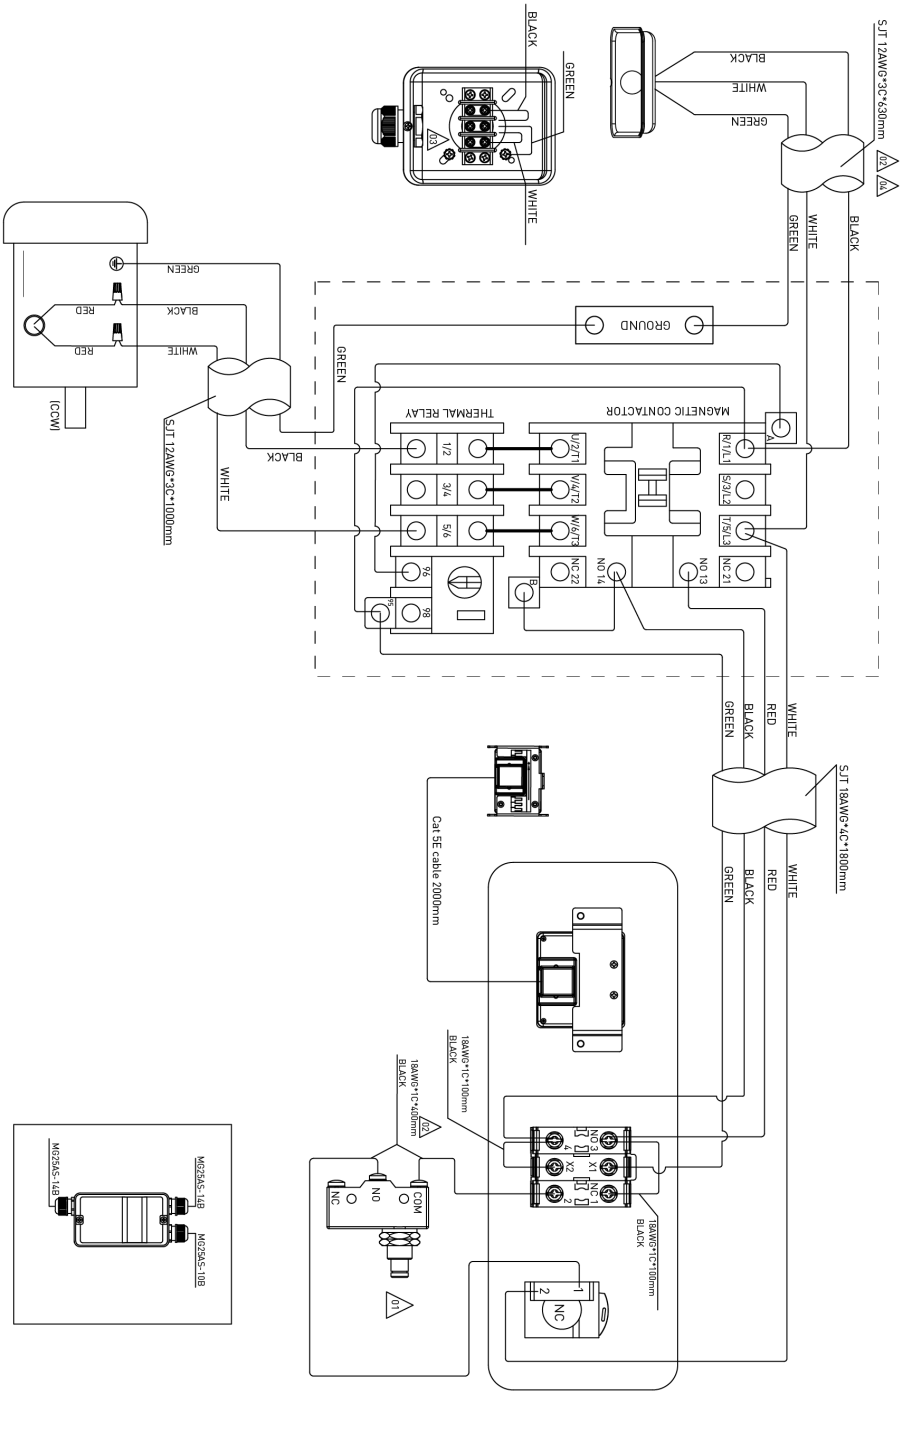 BLACK
GREEN
WHITE
03
BLACK
WHITE
GREEN
SJT 12AWG*3C*630mm
02
04
GREEN
WHITE
BLACK
GREEN
BLACK
WHITE
RED
RED
(CCW)
SJT 12AWG*3C*1000mm
GREEN
BLACK
WHITE
GROUND
THERMAL RELAY
MAGNETIC CONTACTOR
A
1/2
3/4
5/6
96
95
98
U/2/T1
V/4/T2
W/6/T3
NC 22
NO 14
NO 13
R/1/L1
S/3/L2
T/5/L3
NC 21
B
GREEN
BLACK
RED
WHITE
SJT 18AWG*4C*1800mm
GREEN
BLACK
RED
WHITE
Cat 5E cable 2000mm
18AWG*1C*100mm
BLACK
18AWG*1C*400mm
BLACK
02
NO 3
4
X1
X2
NC 1
2
18AWG*1C*100mm
BLACK
NC
NO
COM
01
1
2
NC
MG25AS-14B
MG25AS-14B
MG25AS-10B